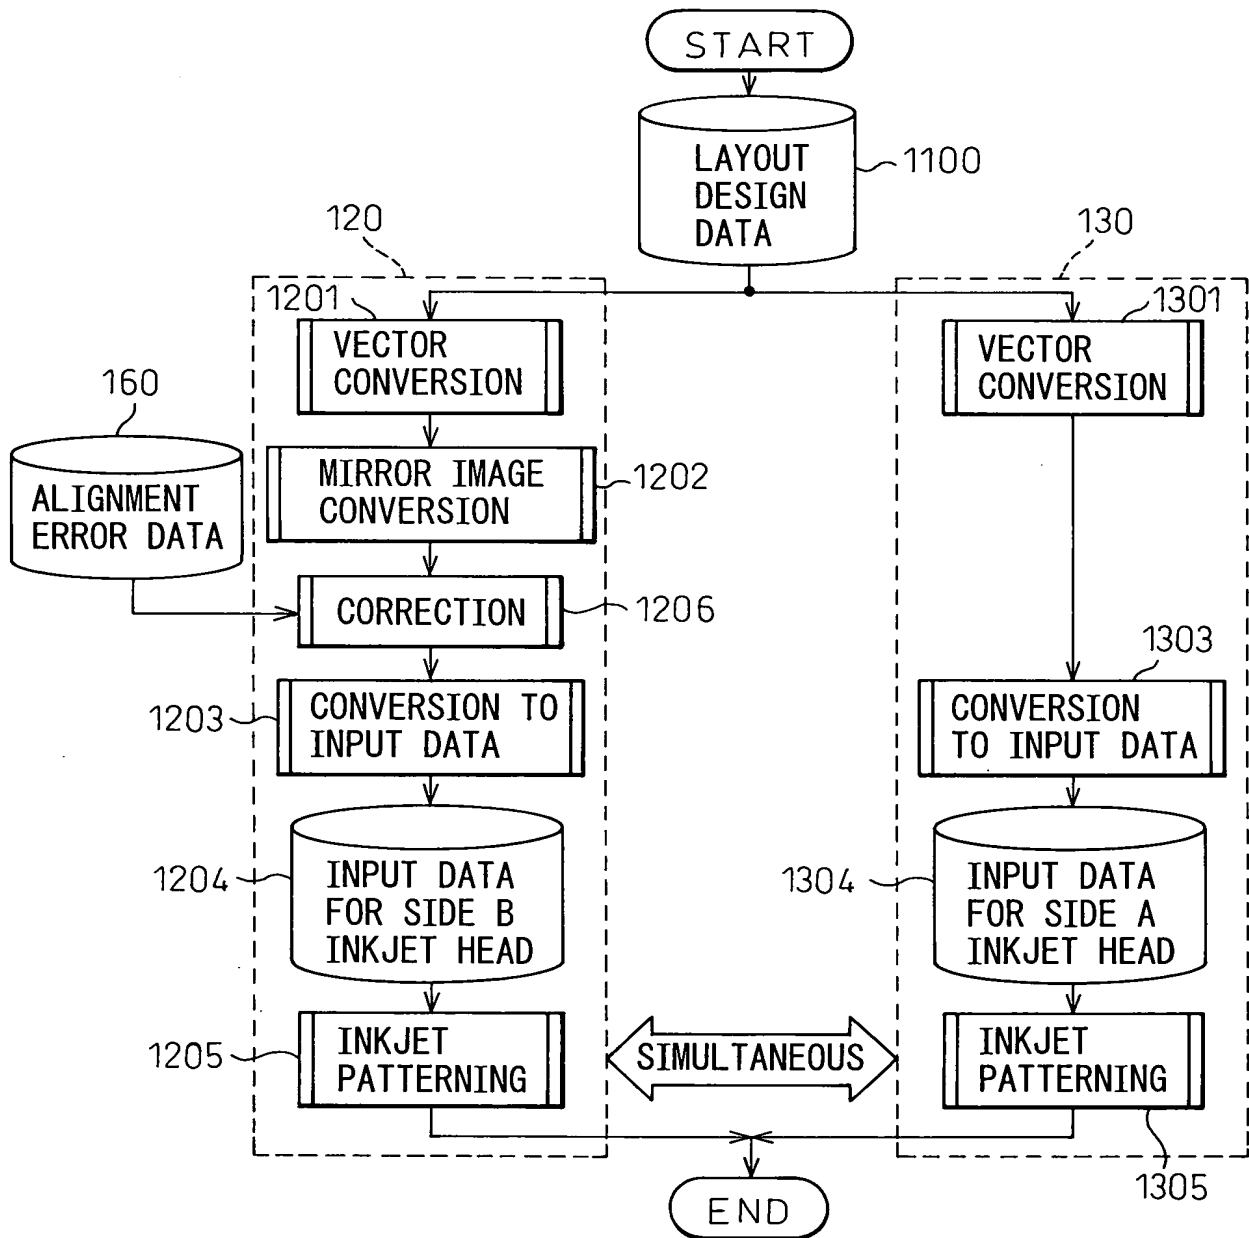 START
LAYOUT
DESIGN
DATA
1100
120
130
1201
VECTOR
CONVERSION
1301
VECTOR
CONVERSION
160
ALIGNMENT
ERROR DATA
MIRROR IMAGE
CONVERSION
1202
CORRECTION
1206
1203
CONVERSION TO
INPUT DATA
1303
CONVERSION
TO INPUT DATA
1204
INPUT DATA
FOR SIDE B
INKJET HEAD
1304
INPUT DATA
FOR SIDE A
INKJET HEAD
1205
INKJET
PATTERNING
SIMULTANEOUS
INKJET
PATTERNING
1305
END